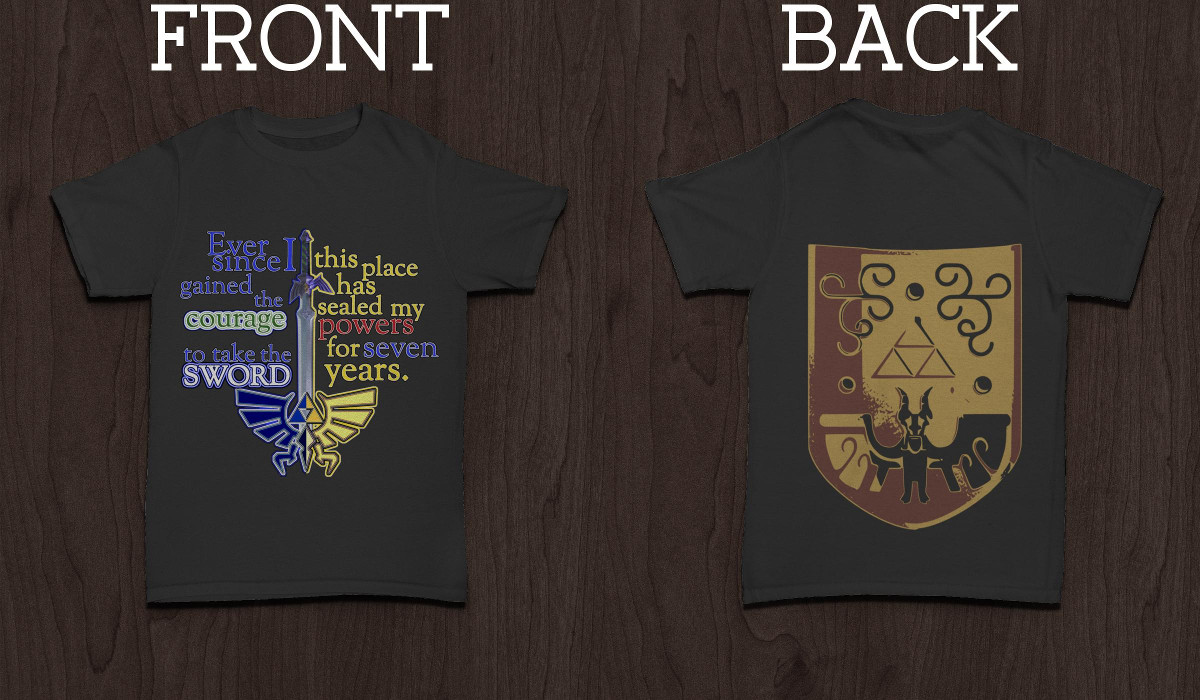 FRONT
BACK
Ever
since I
gained
the
courage
to take the
SWORD
this place
has
sealed my
powers
for seven
years.